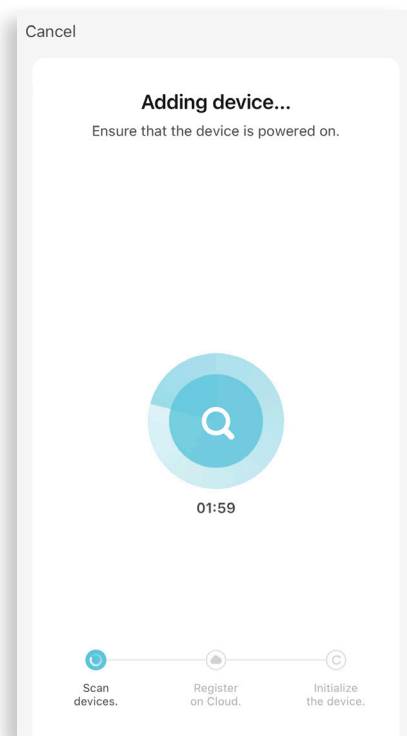 Cancel
Adding device...
Ensure that the device is powered on.
01:59
Scan
devices.
Register
on Cloud.
Initialize
the device.